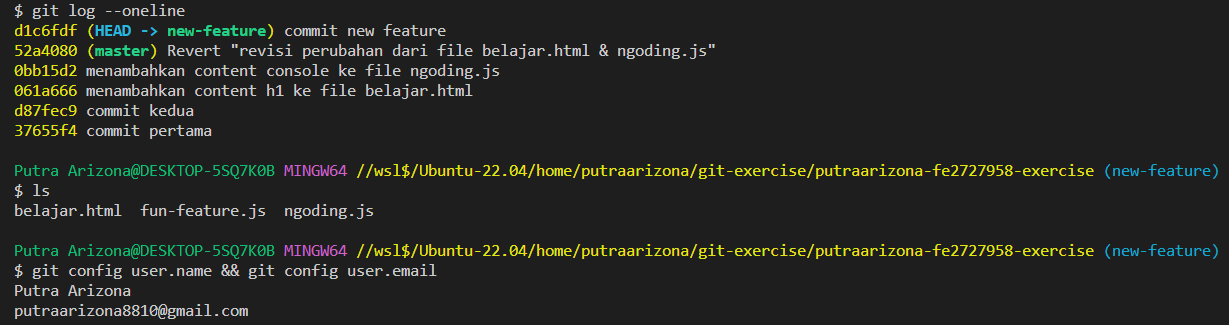 $ git log --oneline
d1c6fdf (HEAD -> new-feature) commit new feature
52a4080 (master) Revert "revisi perubahan dari file belajar.html & ngoding.js"
0bb15d2 menambahkan content console ke file ngoding.js
061a666 menambahkan content h1 ke file belajar.html
d87fec9 commit kedua
37655f4 commit pertama
Putra Arizona@DESKTOP-5SQ7K0B MINGW64 //wsl$/Ubuntu-22.04/home/putraarizona/git-exercise/putraarizona-fe2727958-exercise (new-feature)
$ ls
belajar.html  fun-feature.js  ngoding.js
Putra Arizona@DESKTOP-5SQ7K0B MINGW64 //wsl$/Ubuntu-22.04/home/putraarizona/git-exercise/putraarizona-fe2727958-exercise (new-feature)
$ git config user.name && git config user.email
Putra Arizona
putraarizona8810@gmail.com